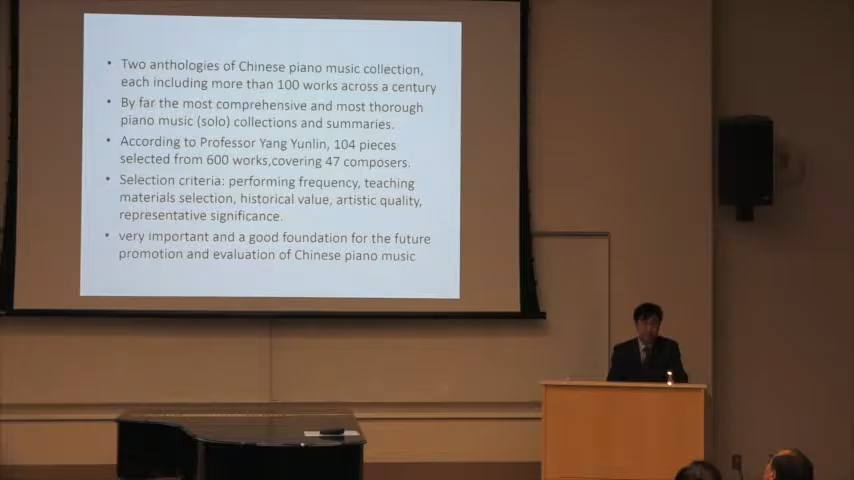 • Two anthologies of Chinese piano music collection,
each including more than 100 works across a century
• By far the most comprehensive and most thorough
piano music (solo) collections and summaries.
• According to Professor Yang Yunlin, 104 pieces
selected from 600 works,covering 47 composers.
• Selection criteria: performing frequency, teaching
materials selection, historical value, artistic quality,
representative significance.
• very important and a good foundation for the future
promotion and evaluation of Chinese piano music